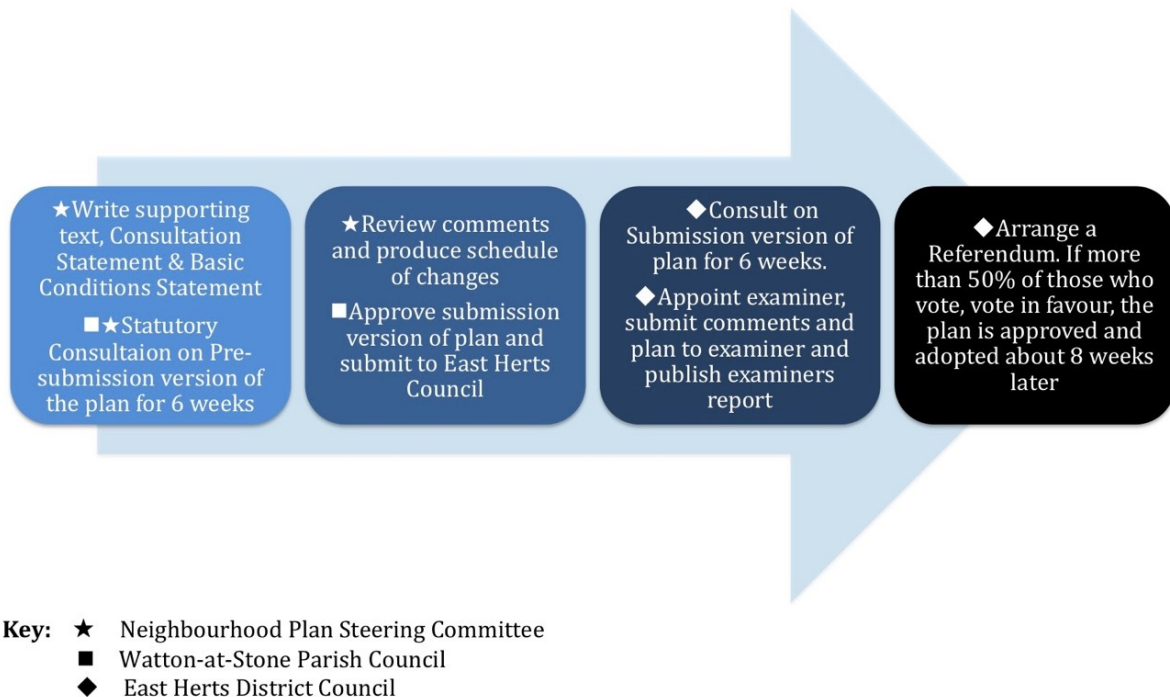 ★Write supporting
text, Consultation
Statement & Basic
Conditions Statement
■★Statutory
Consultaion on Pre-
submission version of
the plan for 6 weeks
★Review comments
and produce schedule
of changes
■Approve submission
version of plan and
submit to East Herts
Council
◆Consult on
Submission version of
plan for 6 weeks.
◆Appoint examiner,
submit comments and
plan to examiner and
publish examiners
report
◆Arrange a
Referendum. If more
than 50% of those who
vote, vote in favour, the
plan is approved and
adopted about 8 weeks
later
Key: ★ Neighbourhood Plan Steering Committee
■ Watton-at-Stone Parish Council
◆ East Herts District Council